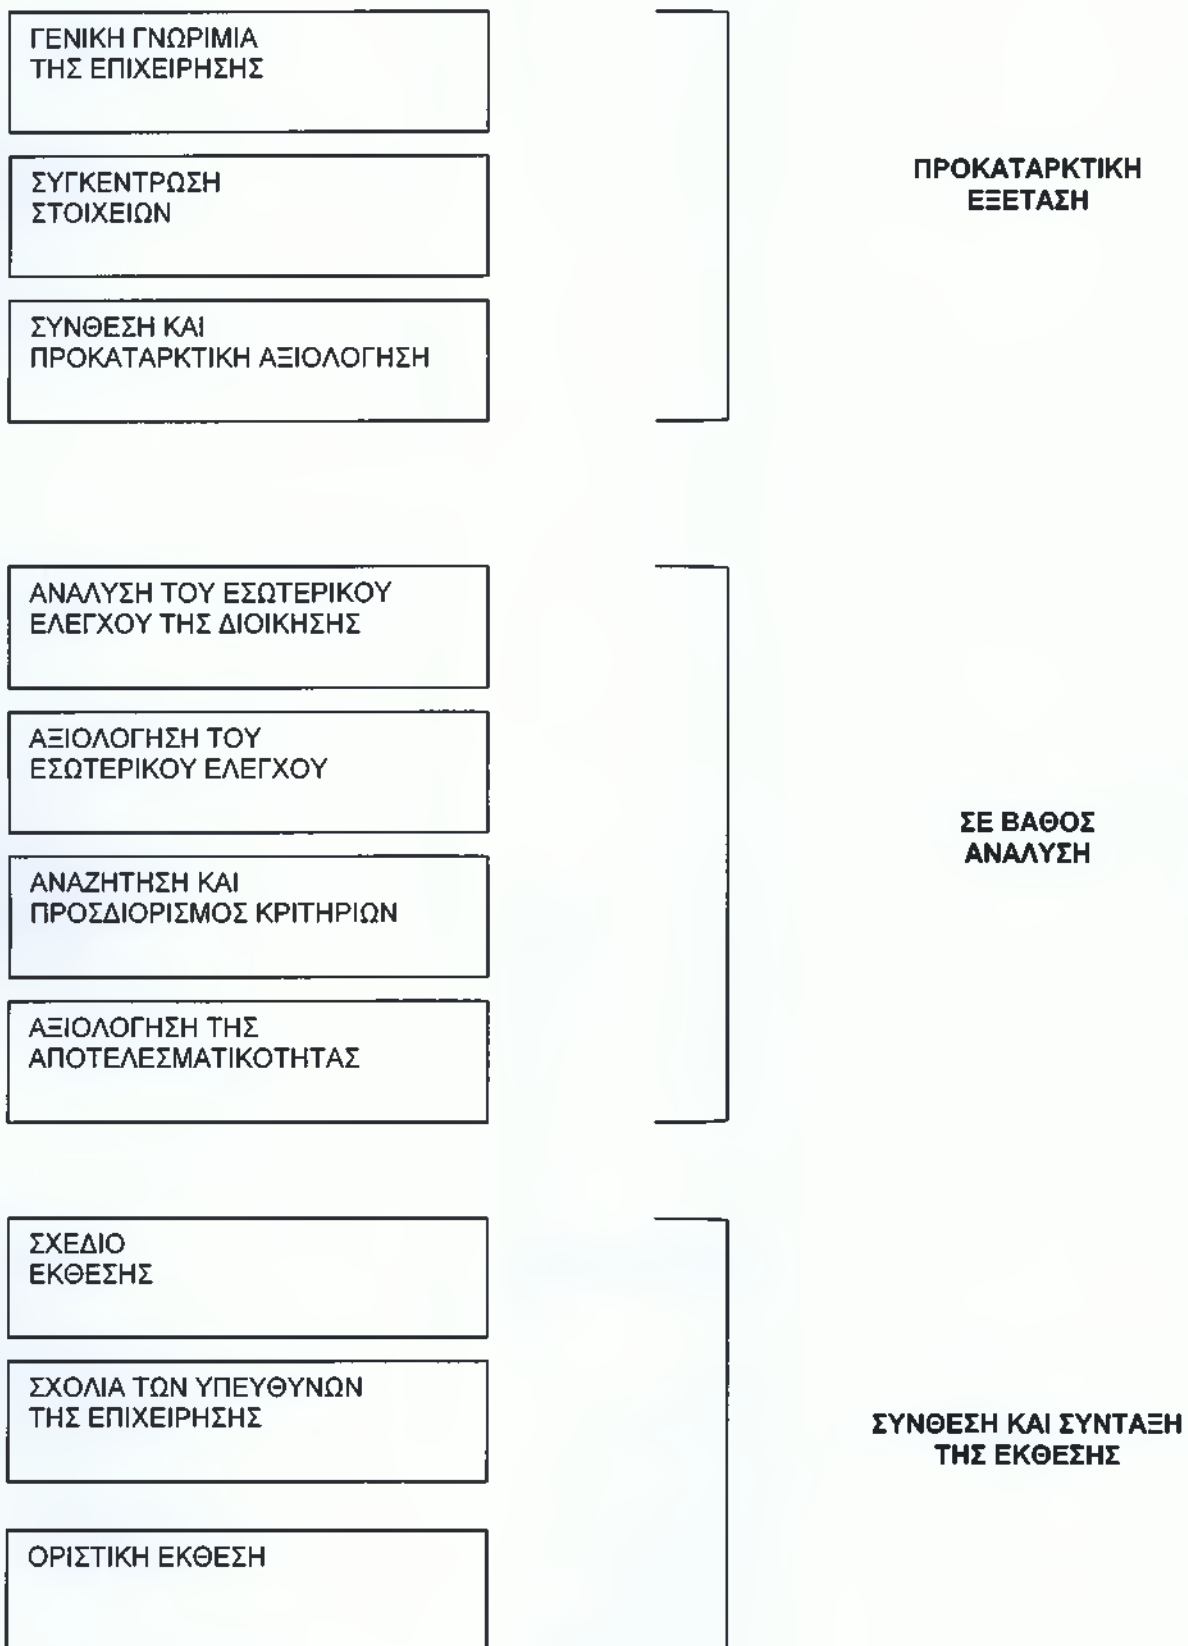 ΓΕΝΙΚΗ ΓΝΩΡΙΜΙΑ
ΤΗΣ ΕΠΙΧΕΙΡΗΣΗΣ
ΣΥΓΚΕΝΤΡΩΣΗ
ΣΤΟΙΧΕΙΩΝ
ΣΥΝΘΕΣΗ ΚΑΙ
ΠΡΟΚΑΤΑΡΚΤΙΚΗ ΑΞΙΟΛΟΓΗΣΗ
ΠΡΟΚΑΤΑΡΚΤΙΚΗ
ΕΞΕΤΑΣΗ
ΑΝΑΛΥΣΗ ΤΟΥ ΕΣΩΤΕΡΙΚΟΥ
ΕΛΕΓΧΟΥ ΤΗΣ ΔΙΟΙΚΗΣΗΣ
ΑΞΙΟΛΟΓΗΣΗ ΤΟΥ
ΕΣΩΤΕΡΙΚΟΥ ΕΛΕΓΧΟΥ
ΑΝΑΖΗΤΗΣΗ ΚΑΙ
ΠΡΟΣΔΙΟΡΙΣΜΟΣ ΚΡΙΤΗΡΙΩΝ
ΑΞΙΟΛΟΓΗΣΗ ΤΗΣ
ΑΠΟΤΕΛΕΣΜΑΤΙΚΟΤΗΤΑΣ
ΣΕ ΒΑΘΟΣ
ΑΝΑΛΥΣΗ
ΣΧΕΔΙΟ
ΕΚΘΕΣΗΣ
ΣΧΟΛΙΑ ΤΩΝ ΥΠΕΥΘΥΝΩΝ
ΤΗΣ ΕΠΙΧΕΙΡΗΣΗΣ
ΟΡΙΣΤΙΚΗ ΕΚΘΕΣΗ
ΣΥΝΘΕΣΗ ΚΑΙ ΣΥΝΤΑΞΗ
ΤΗΣ ΕΚΘΕΣΗΣ